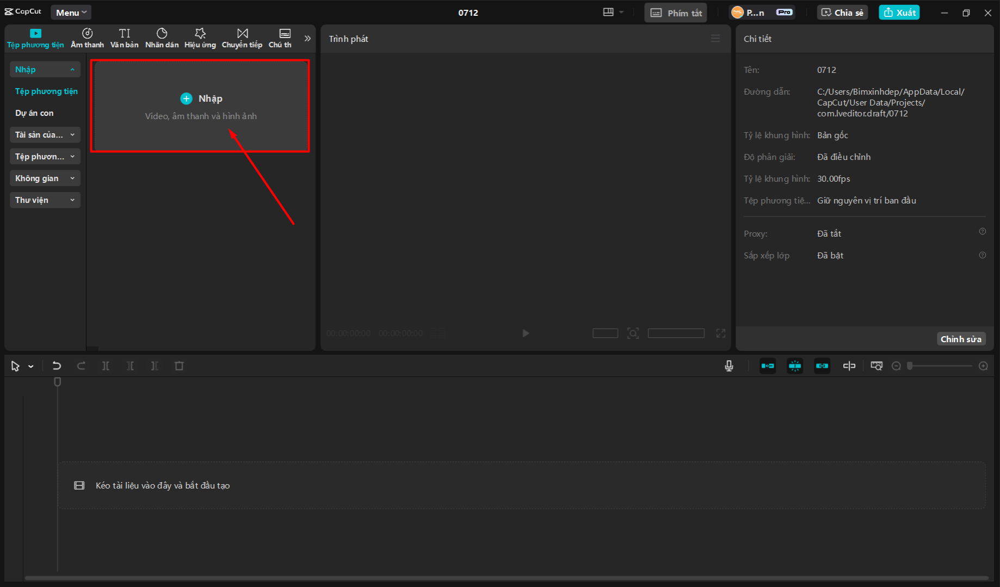 CapCut
Menu
0712
Phím tắt
P...n
Pro
Chia sẻ
Xuất
Tệp phương tiện
Âm thanh
Văn bản
Nhãn dán
Hiệu ứng
Chuyển tiếp
Chú th
Nhập
Tệp phương tiện
Dự án con
Tài sản của...
Tệp phươn...
Không gian
Thư viện
Nhập
Video, âm thanh và hình ảnh
Trình phát
00:00:00:00 00:00:00:00
Chi tiết
Tên: 0712
Đường dẫn: C:/Users/Bimxinhdep/AppData/Local/
CapCut/User Data/Projects/
com.lveditor.draft/0712
Tỷ lệ khung hình: Bản gốc
Độ phân giải: Đã điều chỉnh
Tỷ lệ khung hình: 30.00fps
Tệp phương tiệ... Giữ nguyên vị trí ban đầu
Proxy: Đã tắt
Sắp xếp lớp Đã bật
Chỉnh sửa
Kéo tài liệu vào đây và bắt đầu tạo